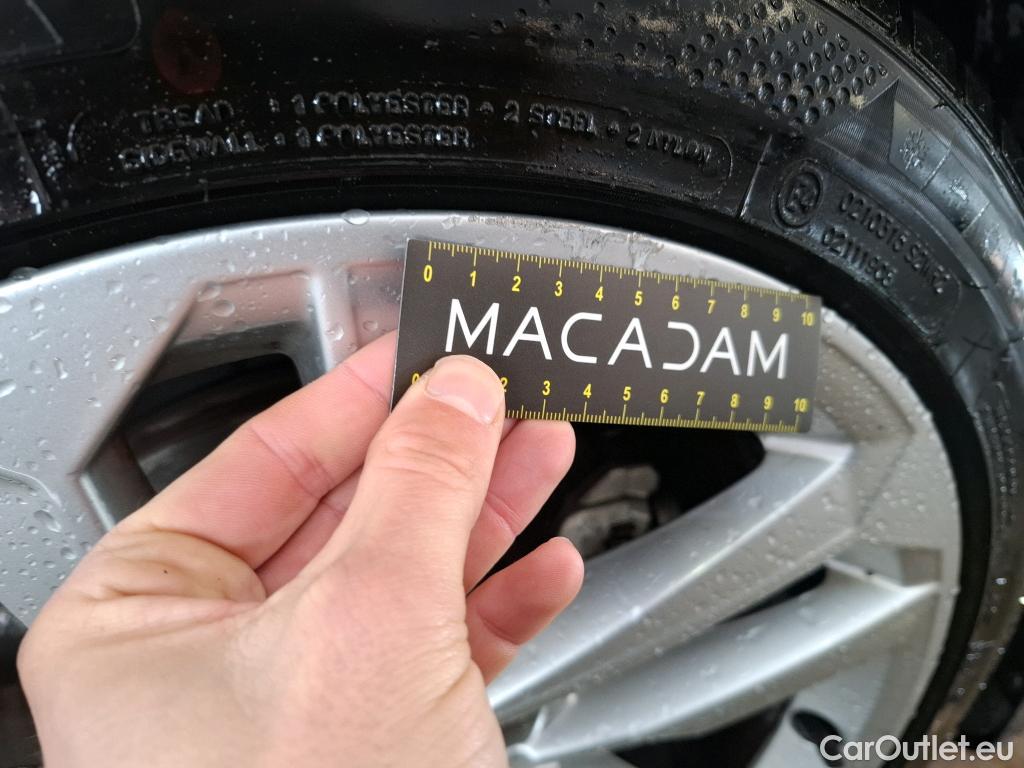 TREAD : 1 POLYESTER + 2 STEEL + 2 NYLON
SIDEWALL : 1 POLYESTER
0 1 2 3 4 5 6 7 8 9 10
MACADAM
0 2 3 4 5 6 7 8 9 10
CarOutlet.eu